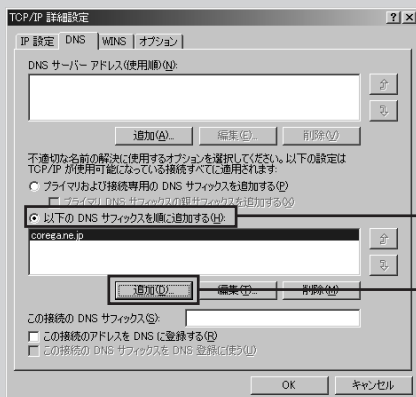 TCP/IP 詳細設定
IP 設定 DNS WINS オプション
DNS サーバー アドレス(使用順)(N):
追加(A)... 編集(E)... 削除(V)
不適切な名前の解決に使用するオプションを選択してください。以下の設定は
TCP/IP が使用可能になっている接続すべてに適用されます:
プライマリおよび接続専用の DNS サフィックスを追加する(P)
プライマリ DNS サフィックスの親サフィックスを追加する(X)
以下の DNS サフィックスを順に追加する(H):
corega.ne.jp
追加(D)... 編集(T)... 削除(M)
この接続の DNS サフィックス(S):
この接続のアドレスを DNS に登録する(R)
この接続の DNS サフィックスを DNS 登録に使う(U)
OK キャンセル